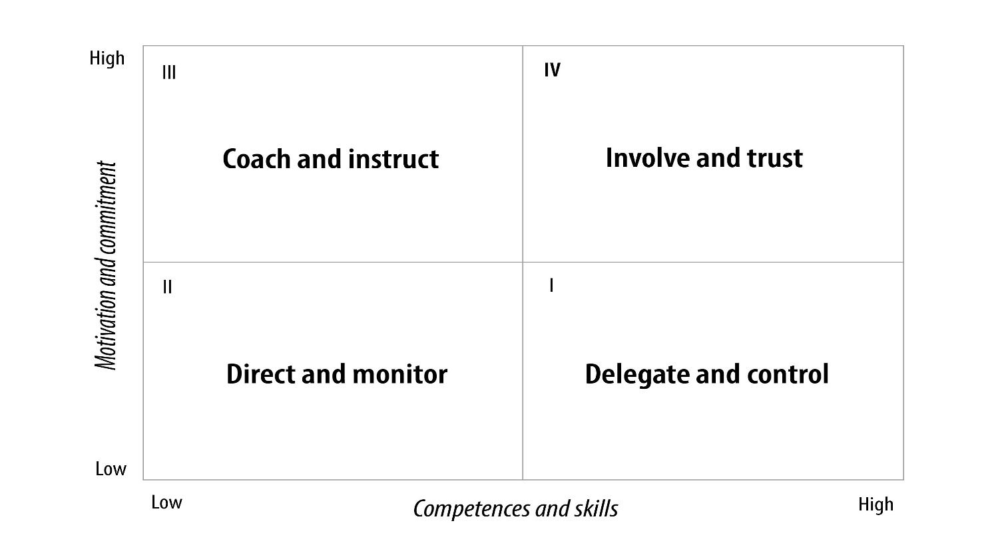 High
III
IV
Coach and instruct
Involve and trust
Motivation and commitment
II
I
Direct and monitor
Delegate and control
Low
Low
Competences and skills
High